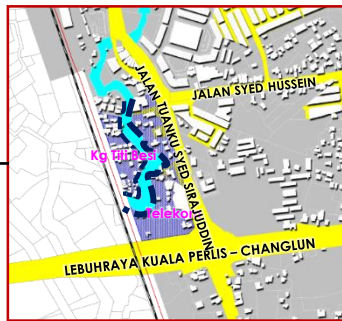 JALAN TUANKU SYED SIRAJUDDIN
JALAN SYED HUSSEIN
Kg Titi Besi
Telekom
LEBUHRAYA KUALA PERLIS – CHANGLUN